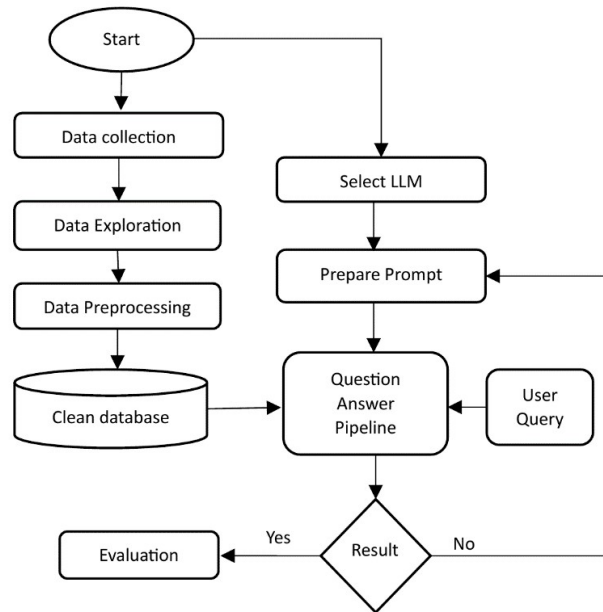 Start
Data collection
Select LLM
Data Exploration
Prepare Prompt
Data Preprocessing
Question
Answer
Pipeline
Clean database
User
Query
Yes
No
Evaluation
Result